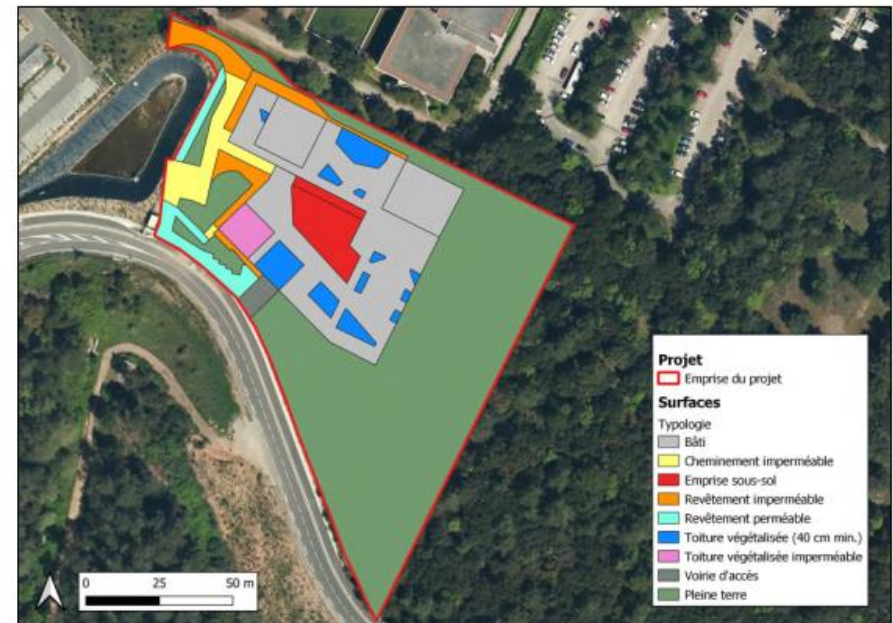 Projet
Emprise du projet
Surfaces
Typologie
Bâti
Cheminement imperméable
Emprise sous-sol
Revêtement imperméable
Revêtement perméable
Toiture végétalisée (40 cm min.)
Toiture végétalisée imperméable
Voirie d'accès
Pleine terre
0 25 50 m